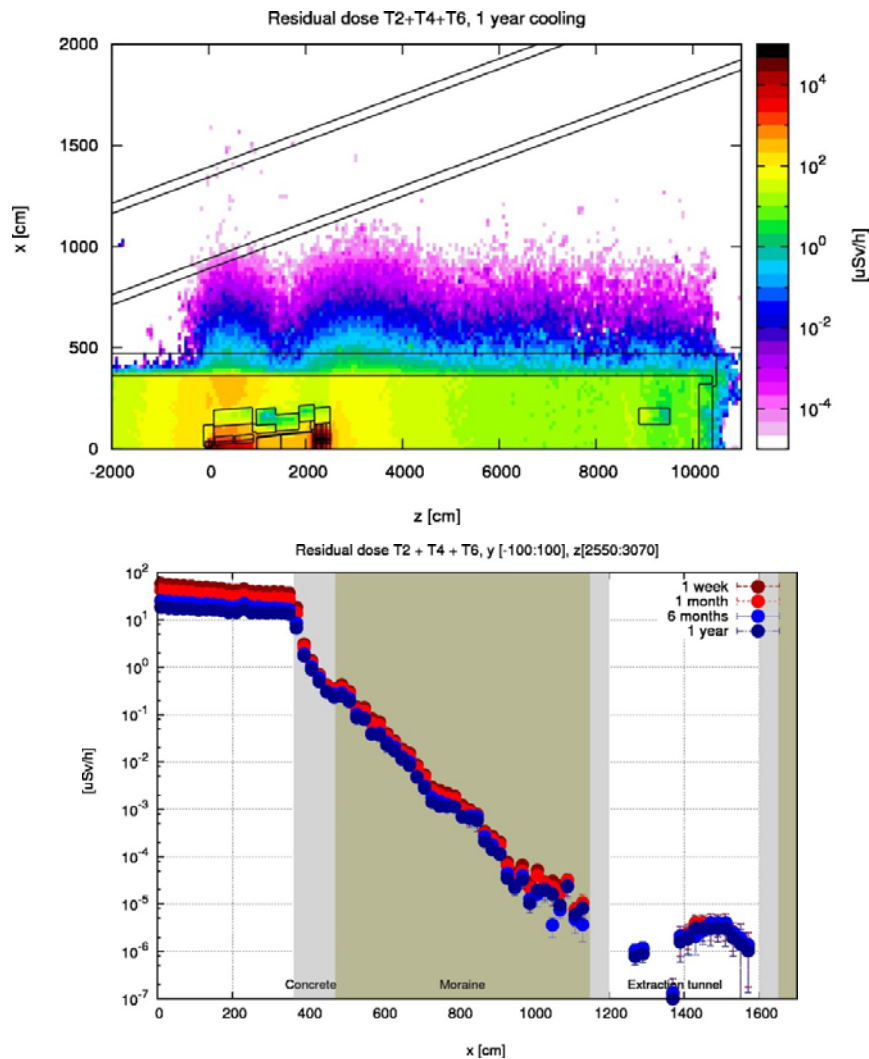 Residual dose T2+T4+T6, 1 year cooling
2000
1500
1000
500
0
x [cm]
-2000
0
2000
4000
6000
8000
10000
z [cm]
10^4
10^2
10^0
10^-2
10^-4
[uSv/h]
Residual dose T2 + T4 + T6, y [-100:100], z[2550:3070]
1 week
1 month
6 months
1 year
10^2
10^1
10^0
10^-1
10^-2
10^-3
10^-4
10^-5
10^-6
10^-7
[uSv/h]
Concrete
Moraine
Extraction tunnel
0
200
400
600
800
1000
1200
1400
1600
x [cm]